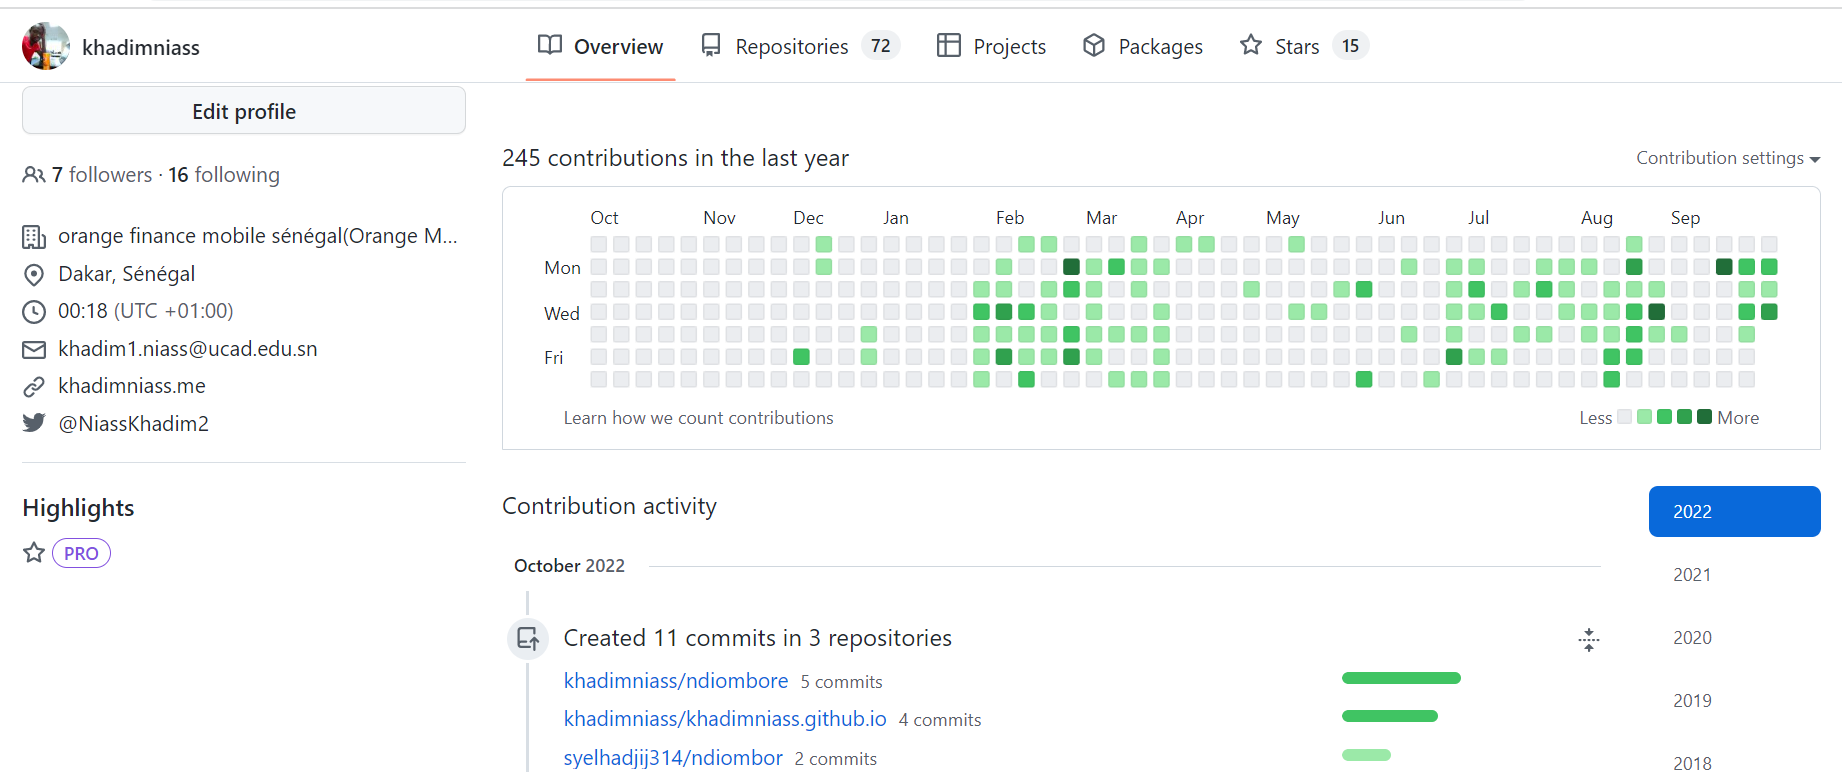 khadimniass
Overview
Repositories 72
Projects
Packages
Stars 15
Edit profile
7 followers · 16 following
orange finance mobile sénégal(Orange M...
Dakar, Sénégal
00:18 (UTC +01:00)
khadim1.niass@ucad.edu.sn
khadimniass.me
@NiassKhadim2
Highlights
PRO
245 contributions in the last year
Contribution settings
Oct Nov Dec Jan Feb Mar Apr May Jun Jul Aug Sep
Mon
Wed
Fri
Learn how we count contributions
Less More
Contribution activity
2022
2021
2020
2019
2018
October 2022
Created 11 commits in 3 repositories
khadimniass/ndiombore 5 commits
khadimniass/khadimniass.github.io 4 commits
syelhadjij314/ndiombor 2 commits